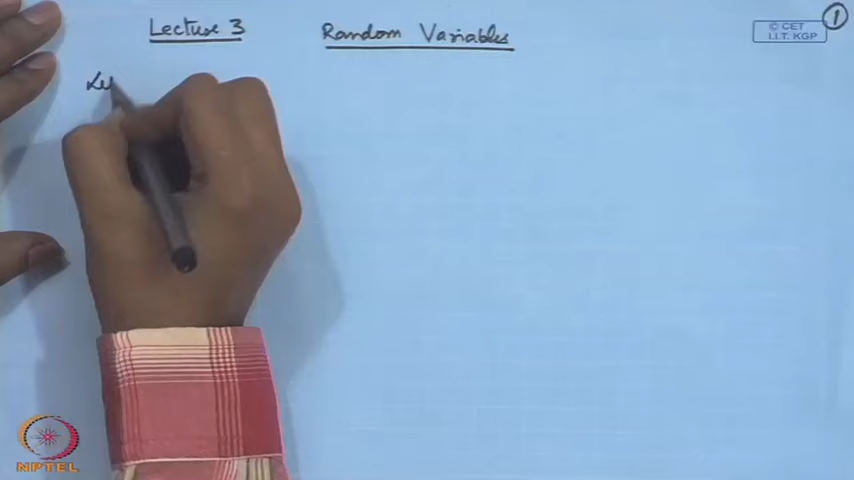 Lecture 3 Random Variables
© CET
I.I.T. KGP
1
NPTEL